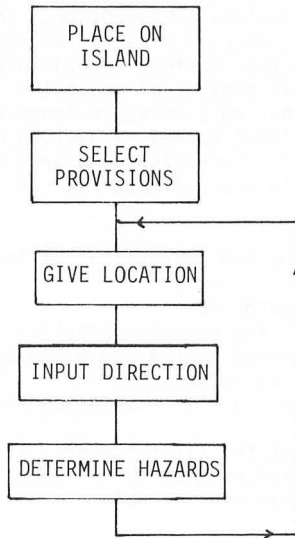 PLACE ON
ISLAND
SELECT
PROVISIONS
GIVE LOCATION
INPUT DIRECTION
DETERMINE HAZARDS